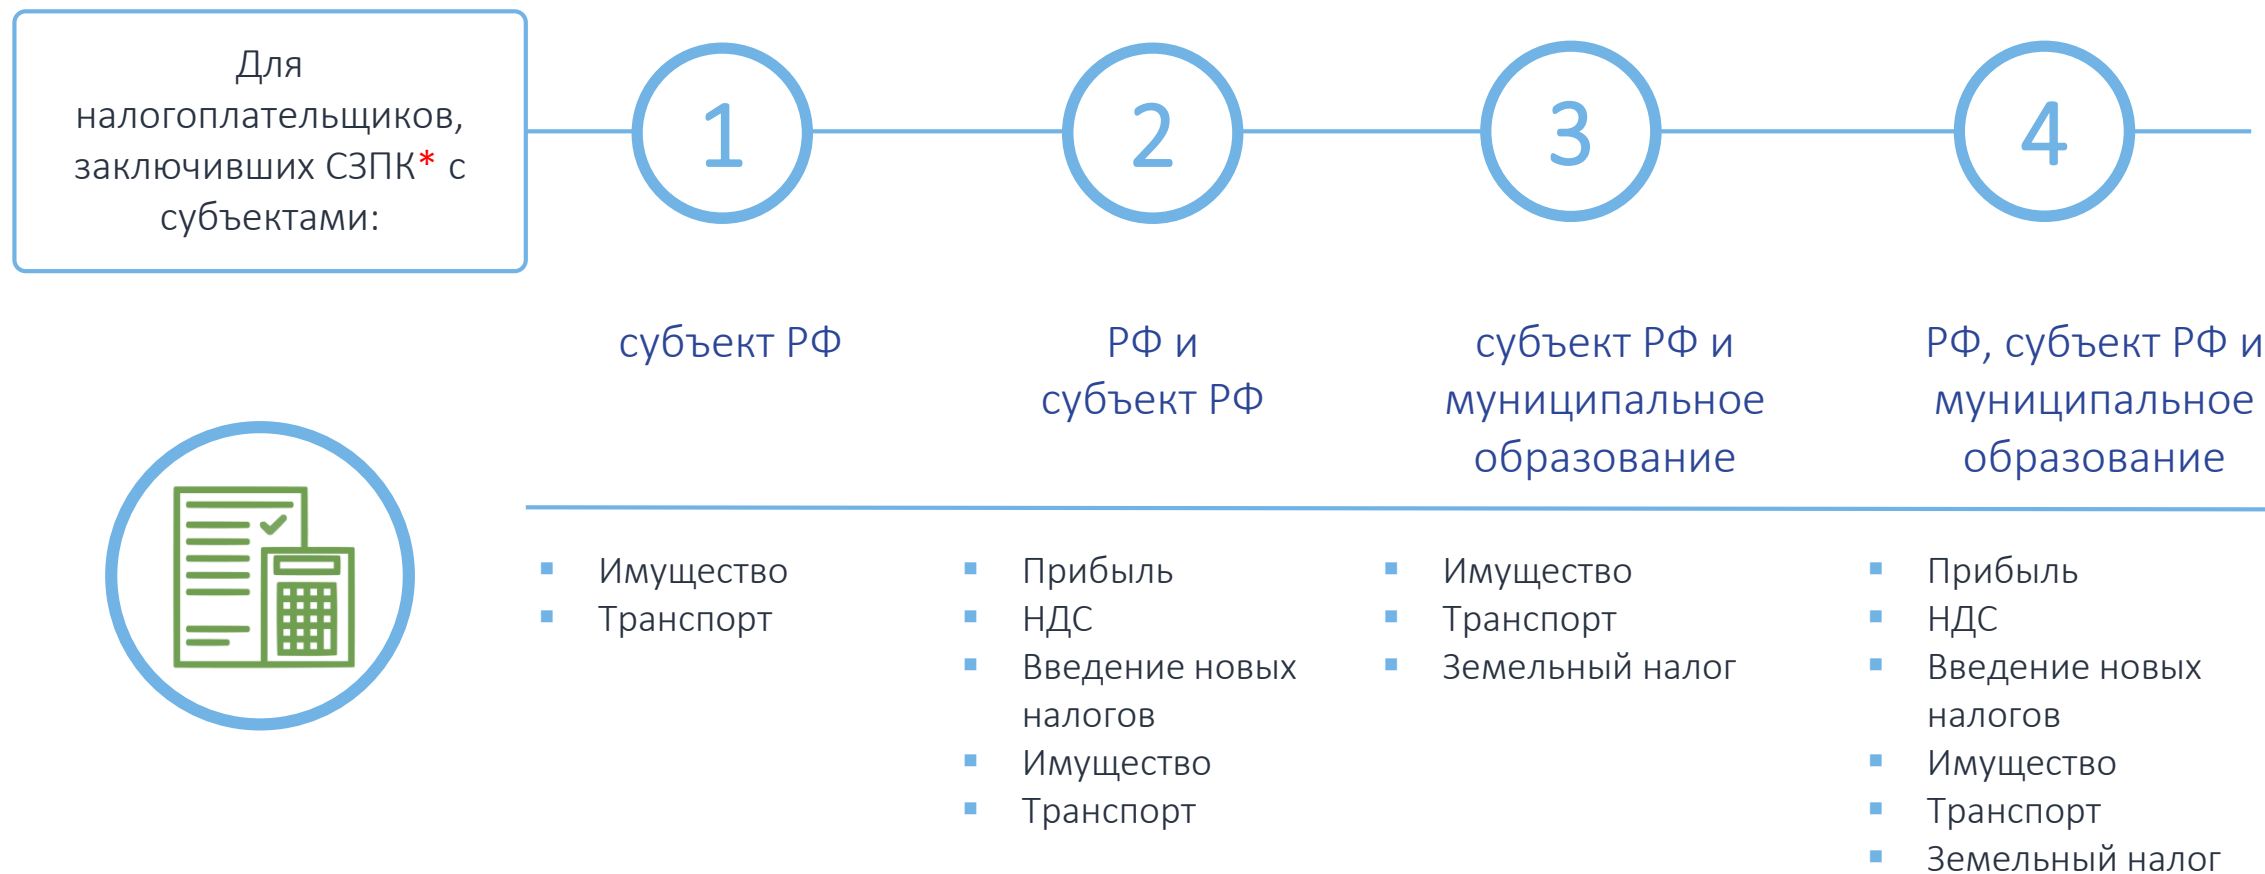 Для
налогоплательщиков,
заключивших СЗПК* с
субъектами:
1
2
3
4
субъект РФ
РФ и
субъект РФ
субъект РФ и
муниципальное
образование
РФ, субъект РФ и
муниципальное
образование
Имущество
Транспорт
Прибыль
НДС
Введение новых
налогов
Имущество
Транспорт
Имущество
Транспорт
Земельный налог
Прибыль
НДС
Введение новых
налогов
Имущество
Транспорт
Земельный налог